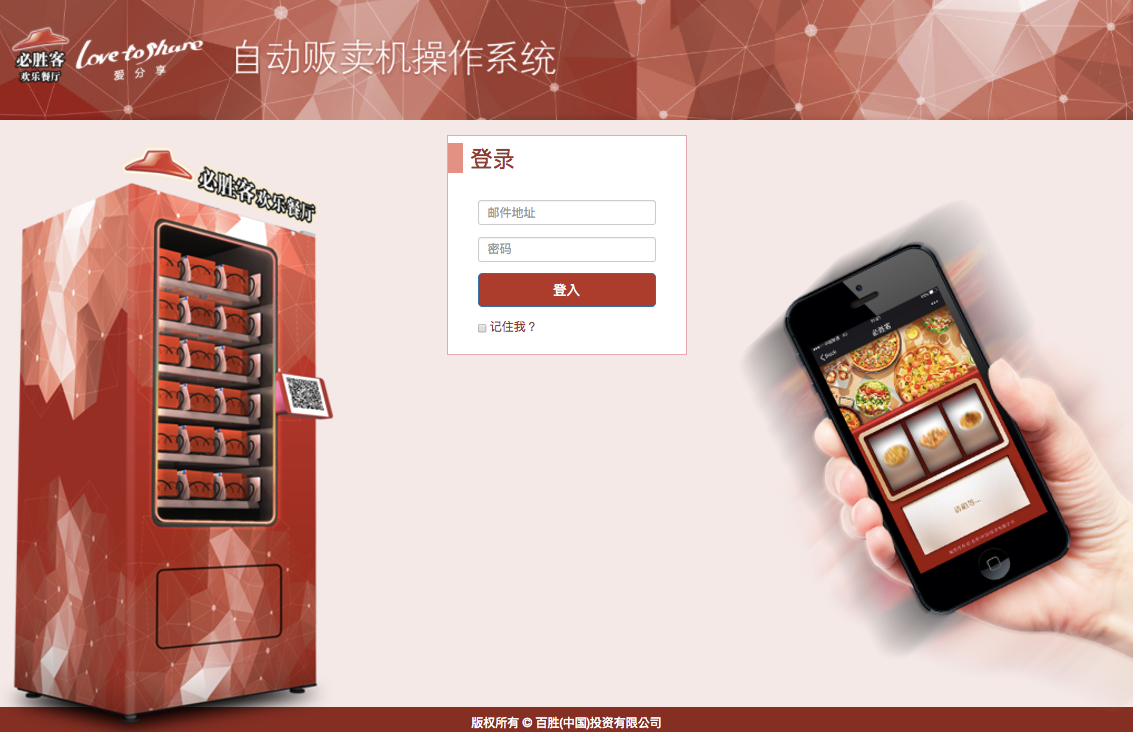 必胜客
欢乐餐厅
Love to Share
爱分享
自动贩卖机操作系统
必胜客欢乐餐厅
登录
邮件地址
密码
登入
记住我？
Back
必胜客
请稍等...
版权所有 © 百胜(中国)投资有限公司